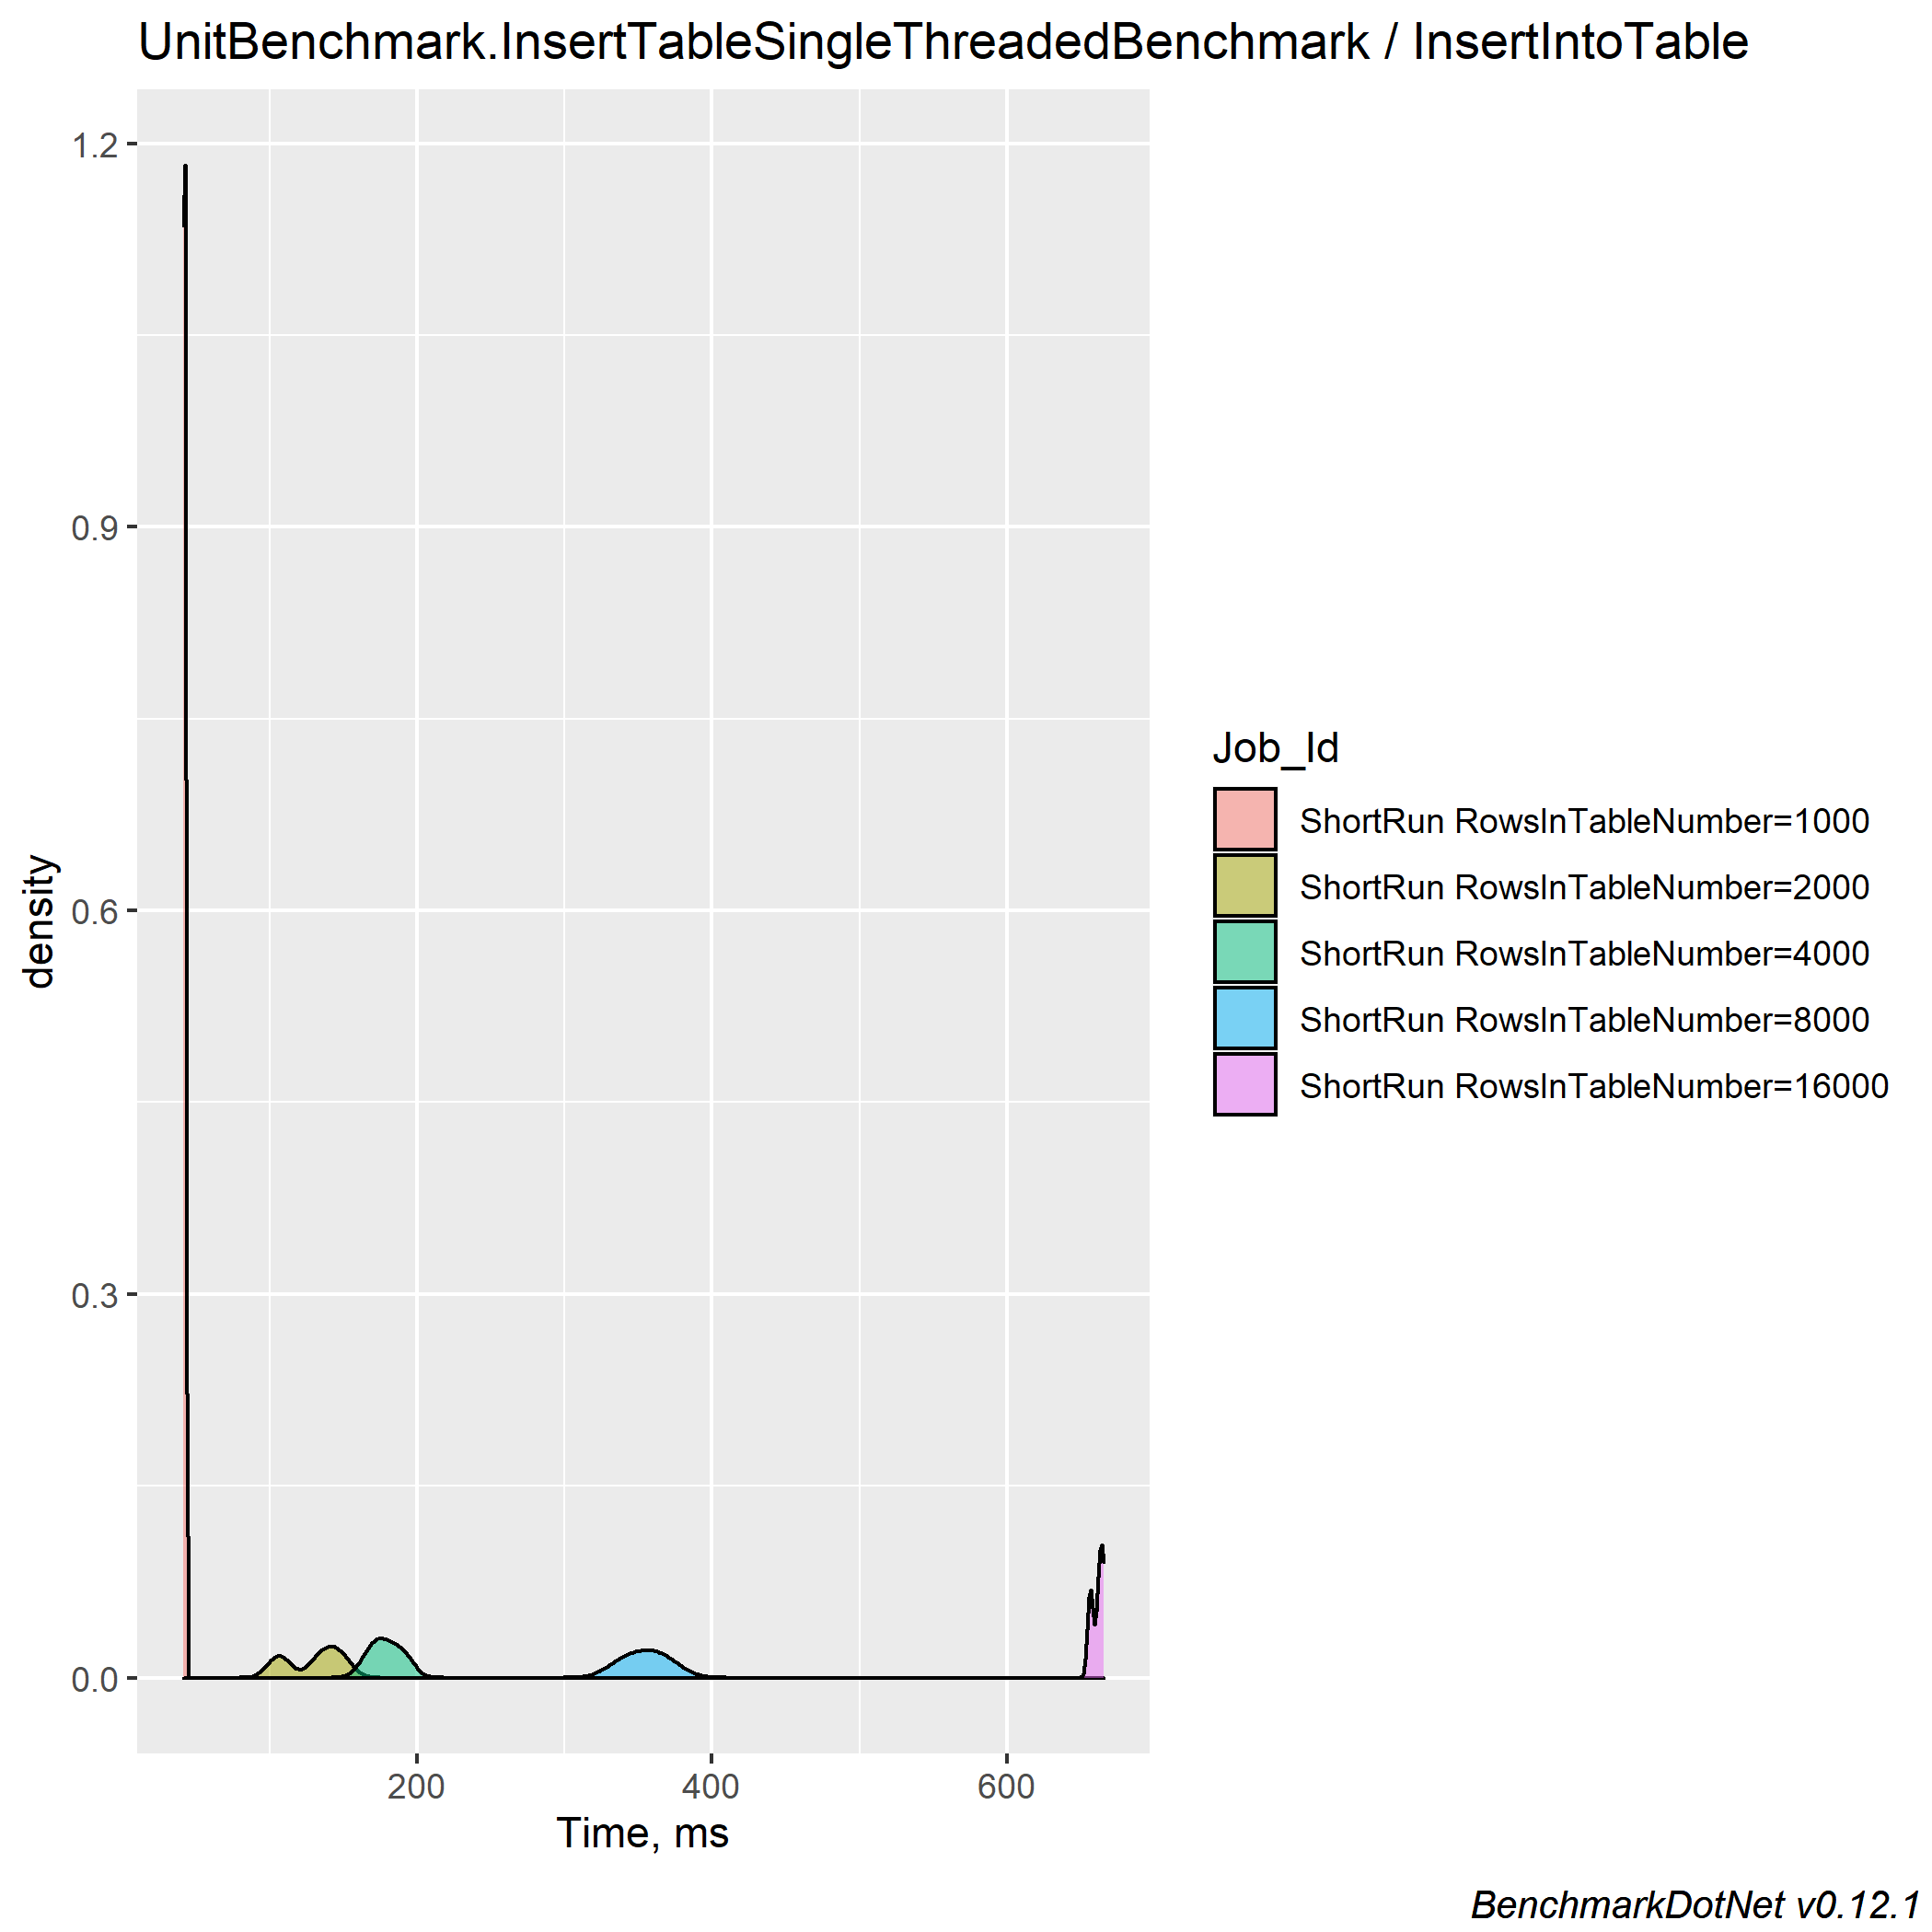 UnitBenchmark.InsertTableSingleThreadedBenchmark / InsertIntoTable
1.2
0.9
0.6
0.3
0.0
density
200 400 600
Time, ms
Job_Id
ShortRun RowsInTableNumber=1000
ShortRun RowsInTableNumber=2000
ShortRun RowsInTableNumber=4000
ShortRun RowsInTableNumber=8000
ShortRun RowsInTableNumber=16000
BenchmarkDotNet v0.12.1